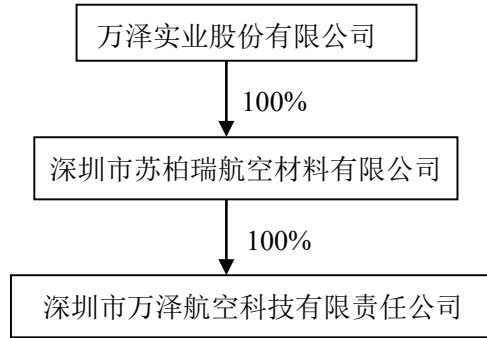 万泽实业股份有限公司
100%
深圳市苏柏瑞航空材料有限公司
100%
深圳市万泽航空科技有限责任公司